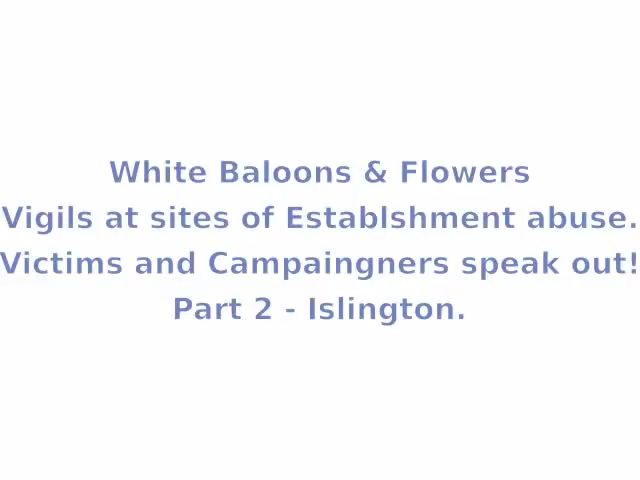 White Baloons & Flowers
Vigils at sites of Establshment abuse.
Victims and Campaingners speak out!
Part 2 - Islington.